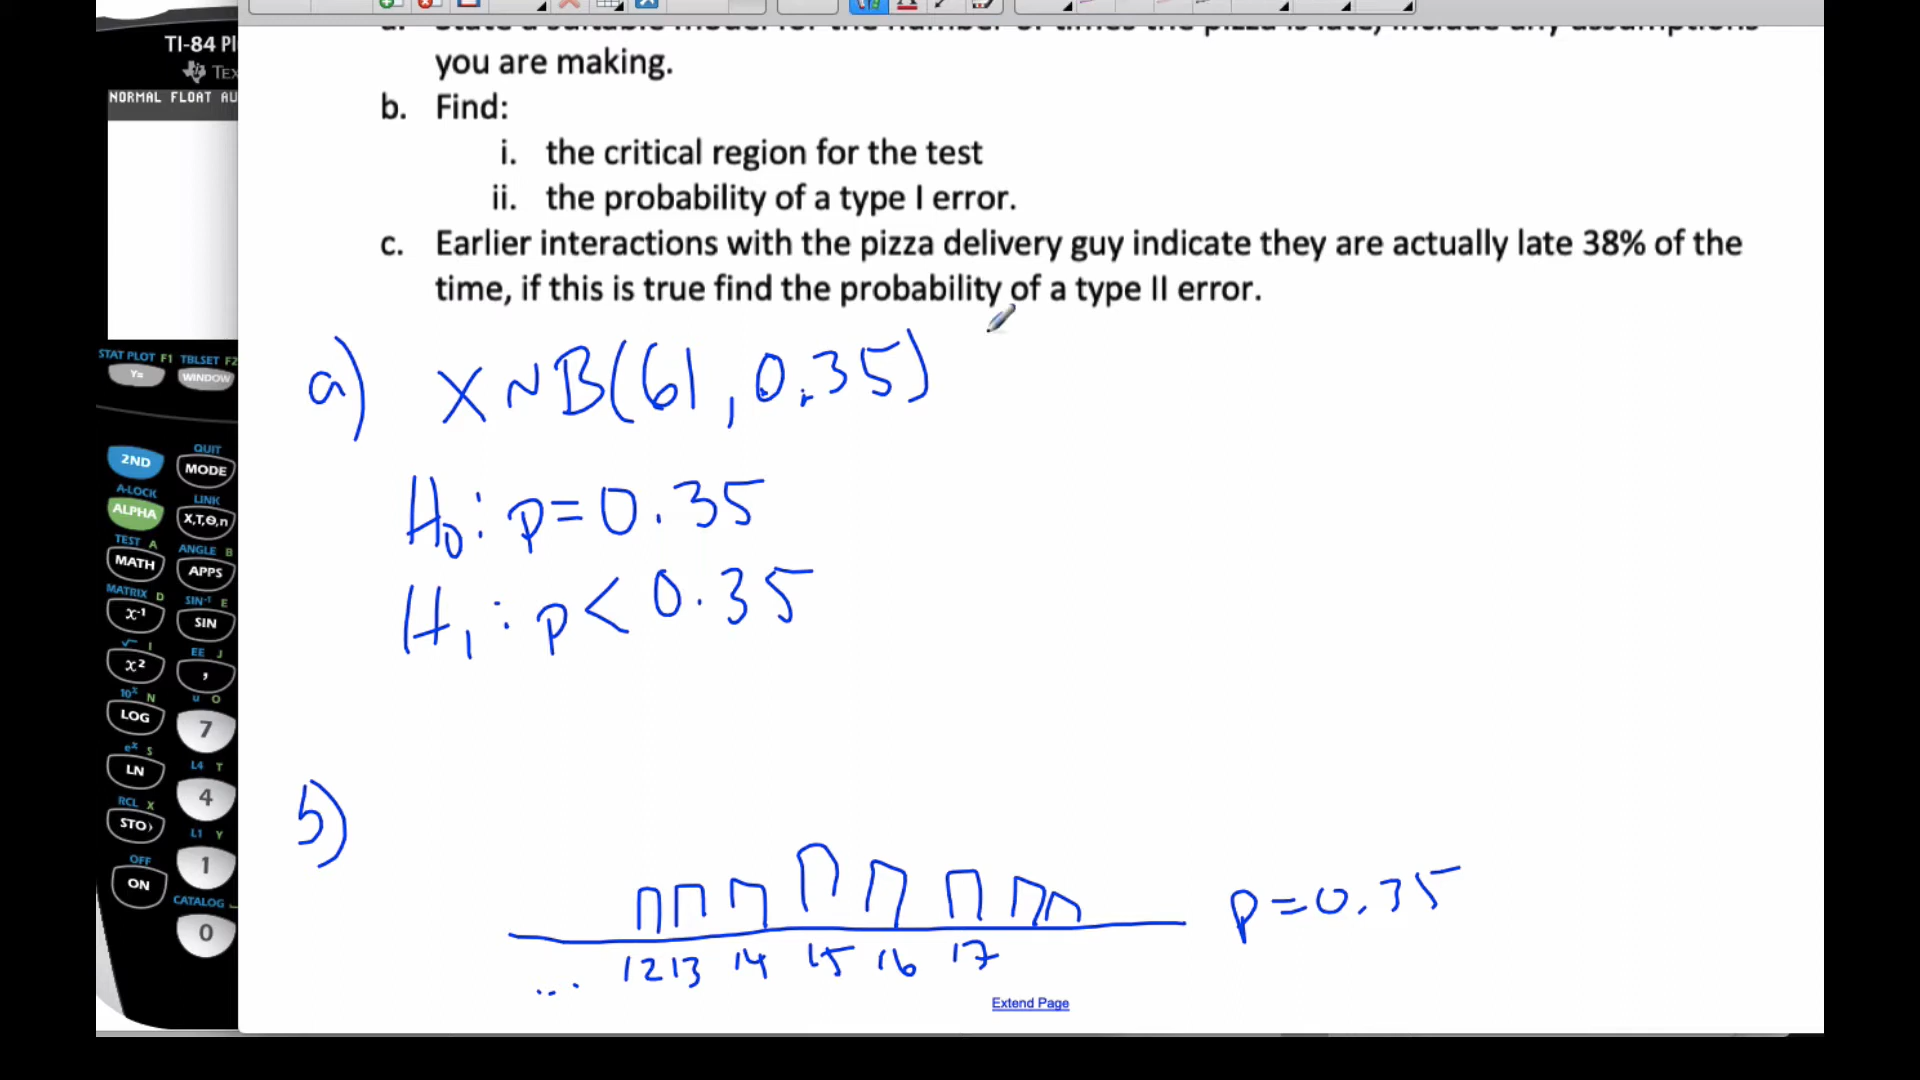 TI-84 Pl
NORMAL FLOAT AU
you are making.
b. Find:
i. the critical region for the test
ii. the probability of a type I error.
c. Earlier interactions with the pizza delivery guy indicate they are actually late 38% of the
time, if this is true find the probability of a type II error.
a) X~B(61, 0.35)
H₀: p=0.35
H₁: p<0.35
b)
p=0.35
... 12 13 14 15 16 17
Extend Page
STAT PLOT F1 TBLSET F2
Y= WINDOW
QUIT
2ND MODE
A-LOCK LINK
ALPHA X,T,Θ,n
TEST A ANGLE B
MATH APPS
MATRIX D SIN⁻¹ E
x⁻¹ SIN
√ I EE J
x² ,
10ˣ N u O
LOG 7
eˣ S L4 T
LN 4
RCL X L1 Y
STO› 1
OFF CATALOG
ON 0